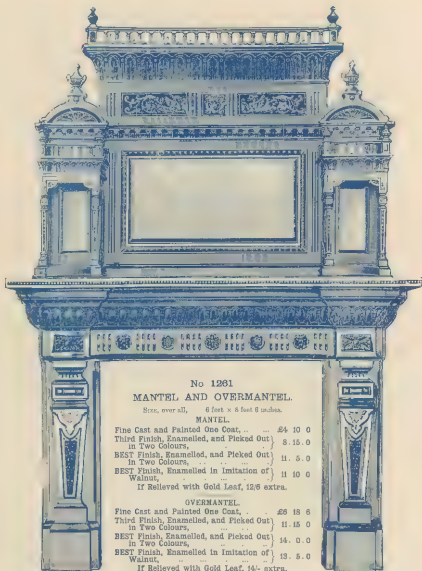 No 1261
MANTEL AND OVERMANTEL.
Size, over all, 6 feet × 4 feet 6 inches.
MANTEL.
Fine Cast and Painted One Coat, .. ... £4 10 0
Third Finish, Enamelled, and Picked Out in Two Colours, } 8.15.0
BEST Finish, Enamelled, and Picked Out in Two Colours, } 11.5.0
BEST Finish, Enamelled in Imitation of Walnut, } 11 10 0
If Relieved with Gold Leaf, 12/6 extra.
OVERMANTEL.
Fine Cast and Painted One Coat, . . £6 18 6
Third Finish, Enamelled, and Picked Out in Two Colours, } 11.15 0
BEST Finish, Enamelled, and Picked Out in Two Colours, } 14.0.0
BEST Finish, Enamelled in Imitation of Walnut, } 13.5.0
If Relieved with Gold Leaf, 14/- extra.